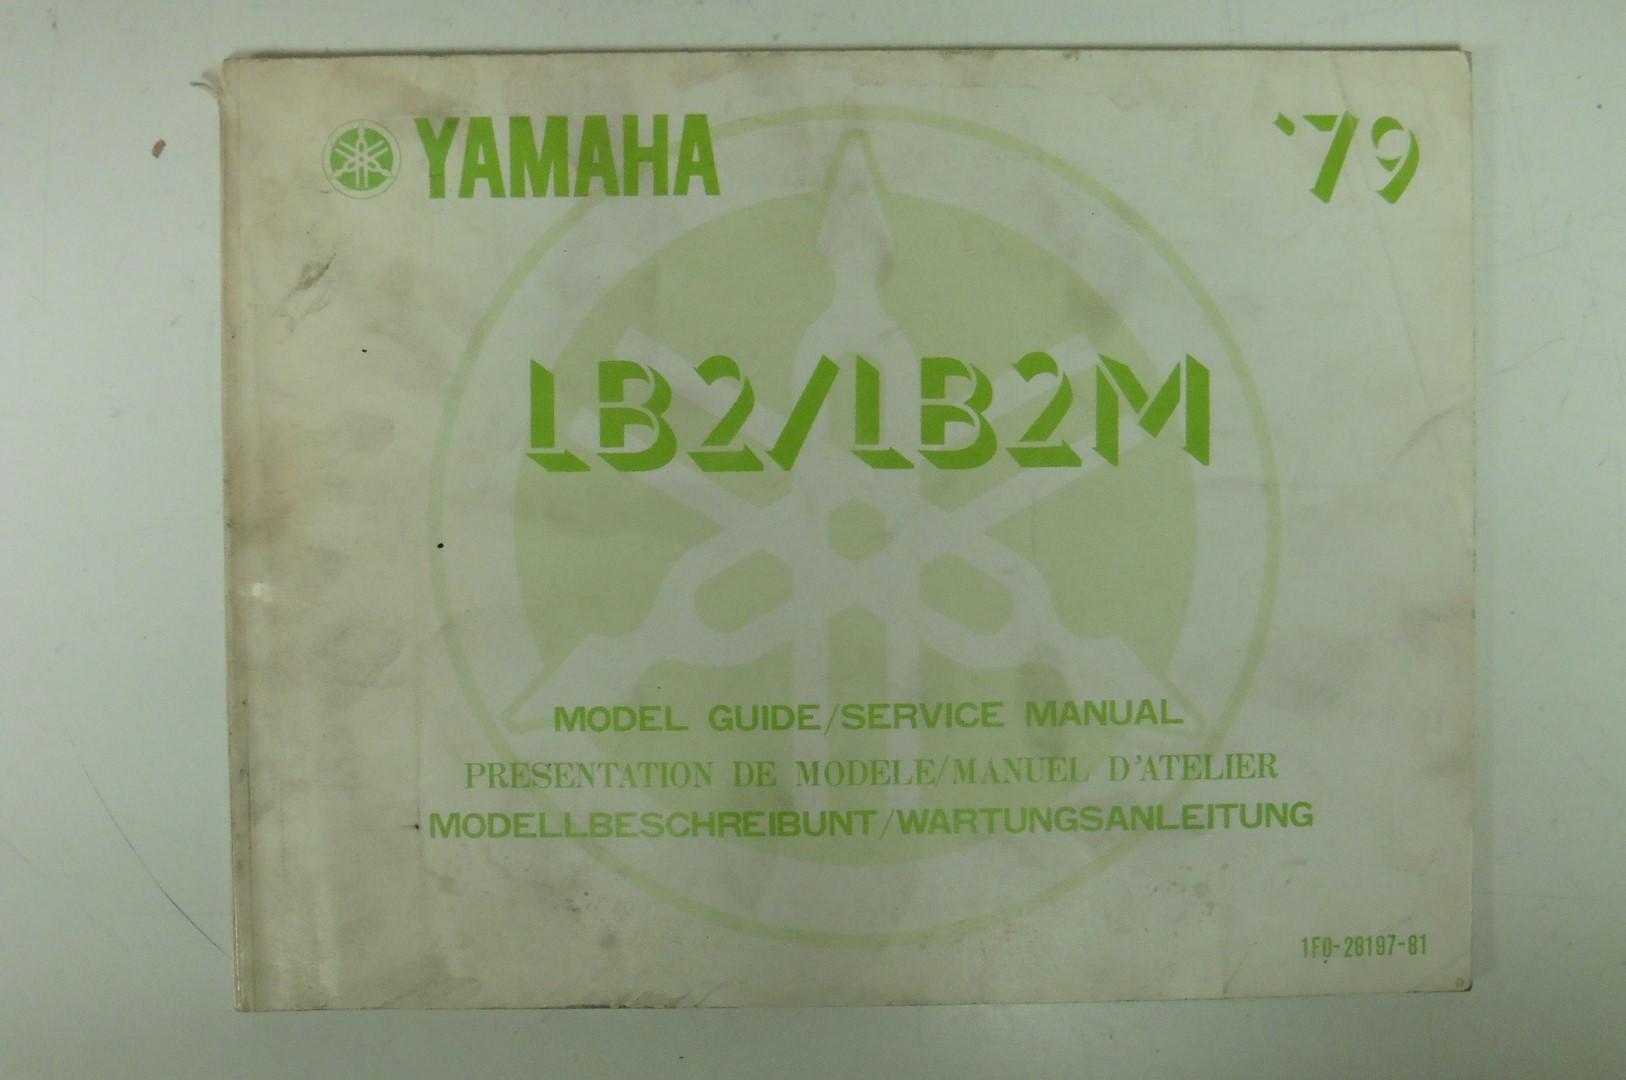 YAMAHA '79
LB2/LB2M
MODEL GUIDE/SERVICE MANUAL
PRESENTATION DE MODELE/MANUEL D'ATELIER
MODELLBESCHREIBUNT/WARTUNGSANLEITUNG
1F0-28197-81